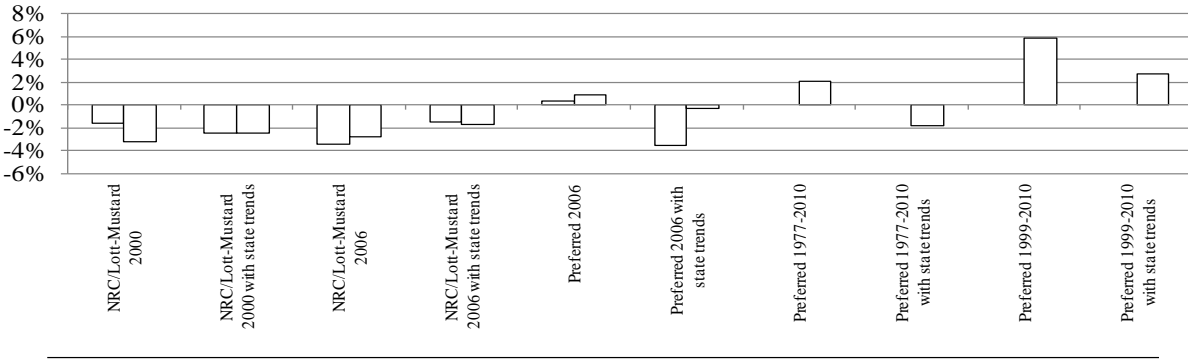 8%
6%
4%
2%
0%
-2%
-4%
-6%
NRC/Lott-Mustard
2000
NRC/Lott-Mustard
2000 with state trends
NRC/Lott-Mustard
2006
NRC/Lott-Mustard
2006 with state trends
Preferred 2006
Preferred 2006 with
state trends
Preferred 1977-2010
Preferred 1977-2010
with state trends
Preferred 1999-2010
Preferred 1999-2010
with state trends